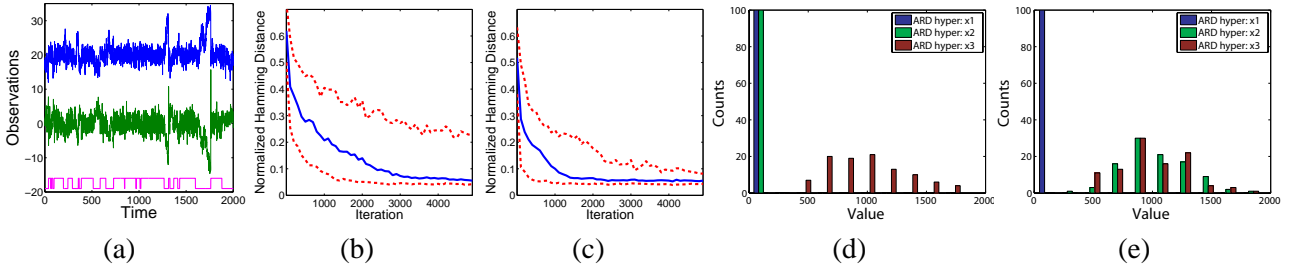 40
30
20
10
0
−10
−20
0 500 1000 1500 2000
Observations
Time
(a)
0.6
0.5
0.4
0.3
0.2
0.1
0
1000 2000 3000 4000
Normalized Hamming Distance
Iteration
(b)
0.6
0.5
0.4
0.3
0.2
0.1
0
1000 2000 3000 4000
Normalized Hamming Distance
Iteration
(c)
100
80
60
40
20
0
0 500 1000 1500 2000
Counts
Value
ARD hyper: x1
ARD hyper: x2
ARD hyper: x3
(d)
100
80
60
40
20
0
0 500 1000 1500 2000
Counts
Value
ARD hyper: x1
ARD hyper: x2
ARD hyper: x3
(e)